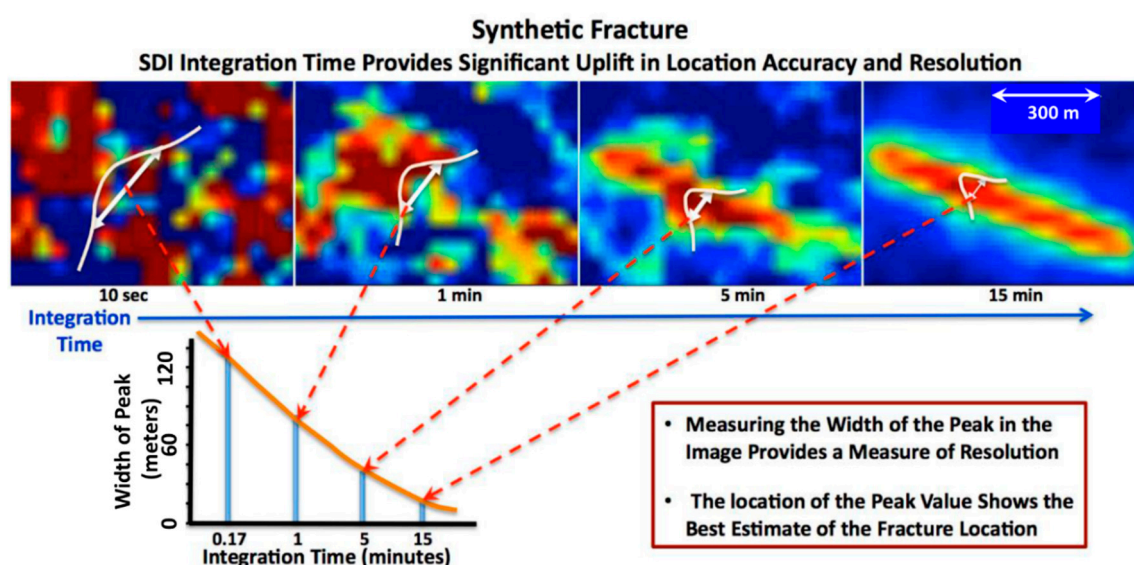 Synthetic Fracture
SDI Integration Time Provides Significant Uplift in Location Accuracy and Resolution
300 m
10 sec
1 min
5 min
15 min
Integration
Time
Width of Peak
(meters)
120
60
0
0.17
1
5
15
Integration Time (minutes)
• Measuring the Width of the Peak in the
Image Provides a Measure of Resolution
• The location of the Peak Value Shows the
Best Estimate of the Fracture Location